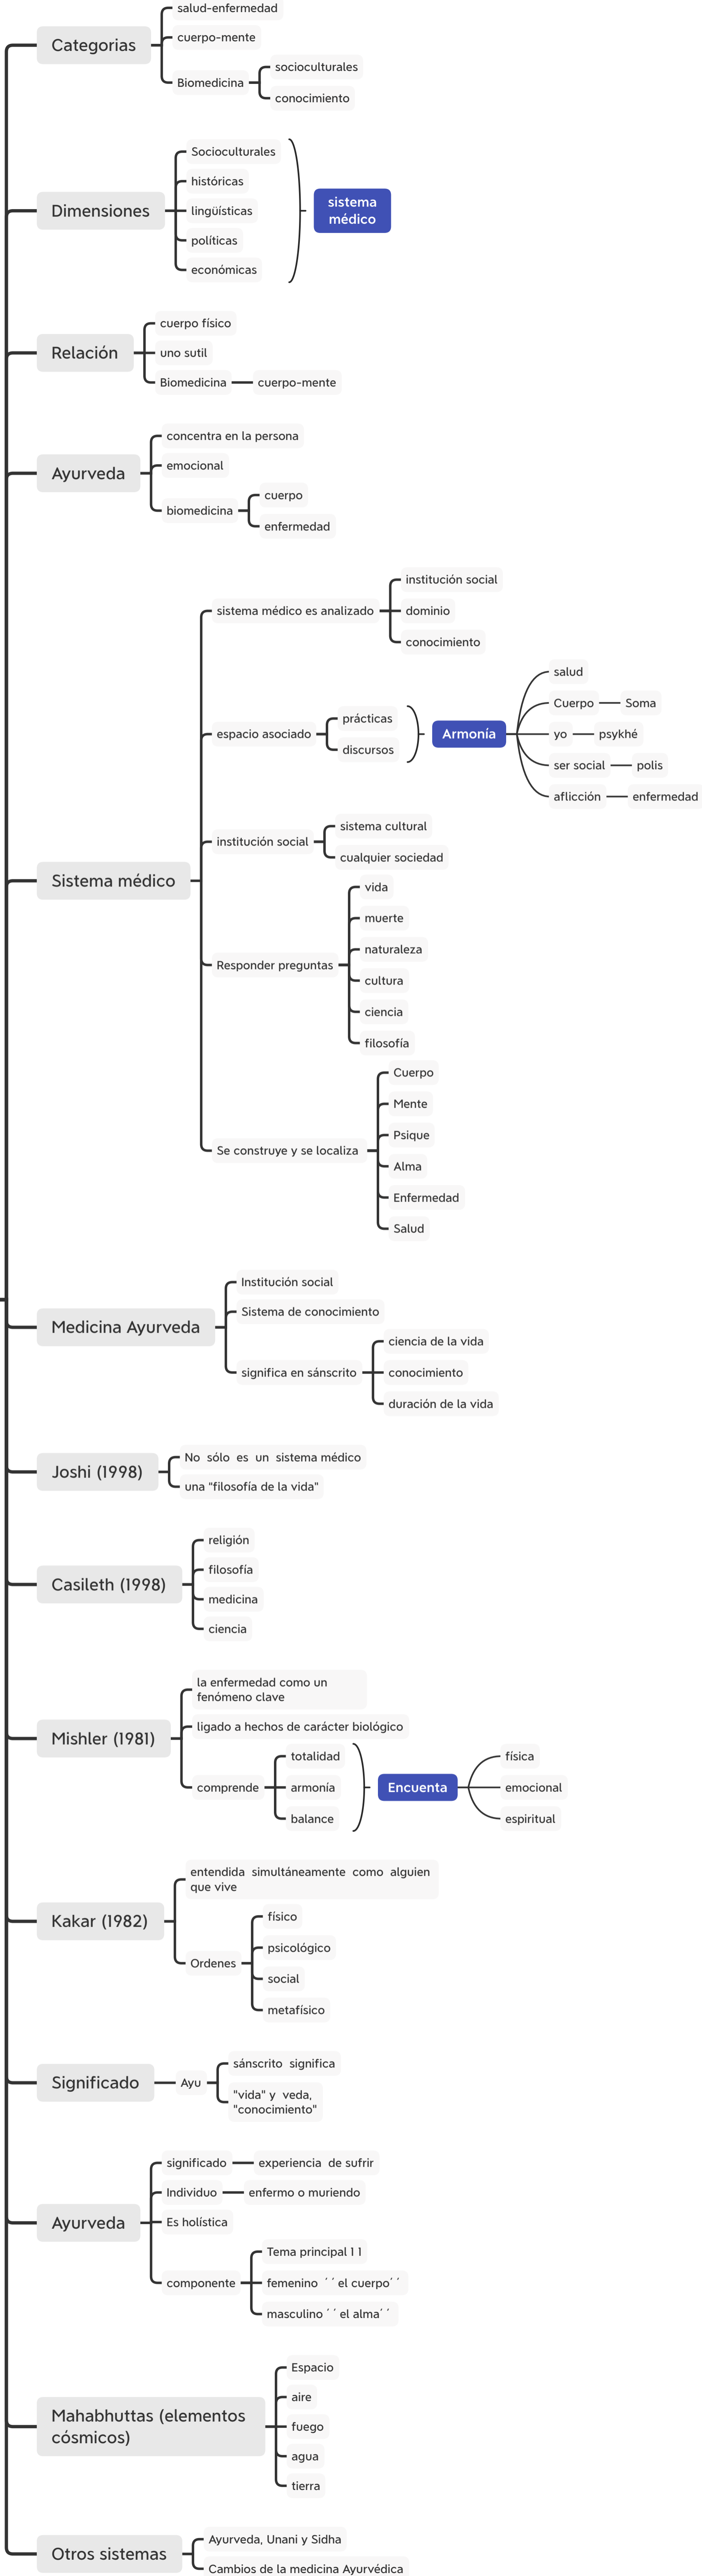 Categorias
salud-enfermedad
cuerpo-mente
Biomedicina
socioculturales
conocimiento
Dimensiones
Socioculturales
históricas
lingüísticas
políticas
económicas
sistema
médico
Relación
cuerpo físico
uno sutil
Biomedicina
cuerpo-mente
Ayurveda
concentra en la persona
emocional
biomedicina
cuerpo
enfermedad
Sistema médico
sistema médico es analizado
institución social
dominio
conocimiento
espacio asociado
prácticas
discursos
Armonía
salud
Cuerpo
Soma
yo
psykhé
ser social
polis
aflicción
enfermedad
institución social
sistema cultural
cualquier sociedad
Responder preguntas
vida
muerte
naturaleza
cultura
ciencia
filosofía
Se construye y se localiza
Cuerpo
Mente
Psique
Alma
Enfermedad
Salud
Medicina Ayurveda
Institución social
Sistema de conocimiento
significa en sánscrito
ciencia de la vida
conocimiento
duración de la vida
Joshi (1998)
No sólo es un sistema médico
una "filosofía de la vida"
Casileth (1998)
religión
filosofía
medicina
ciencia
Mishler (1981)
la enfermedad como un
fenómeno clave
ligado a hechos de carácter biológico
comprende
totalidad
armonía
balance
Encuenta
física
emocional
espiritual
Kakar (1982)
entendida simultáneamente como alguien
que vive
Ordenes
físico
psicológico
social
metafísico
Significado
Ayu
sánscrito significa
"vida" y veda,
"conocimiento"
Ayurveda
significado
experiencia de sufrir
Individuo
enfermo o muriendo
Es holística
componente
Tema principal 11
femenino ´´el cuerpo´´
masculino ´´el alma´´
Mahabhuttas (elementos
cósmicos)
Espacio
aire
fuego
agua
tierra
Otros sistemas
Ayurveda, Unani y Sidha
Cambios de la medicina Ayurvédica